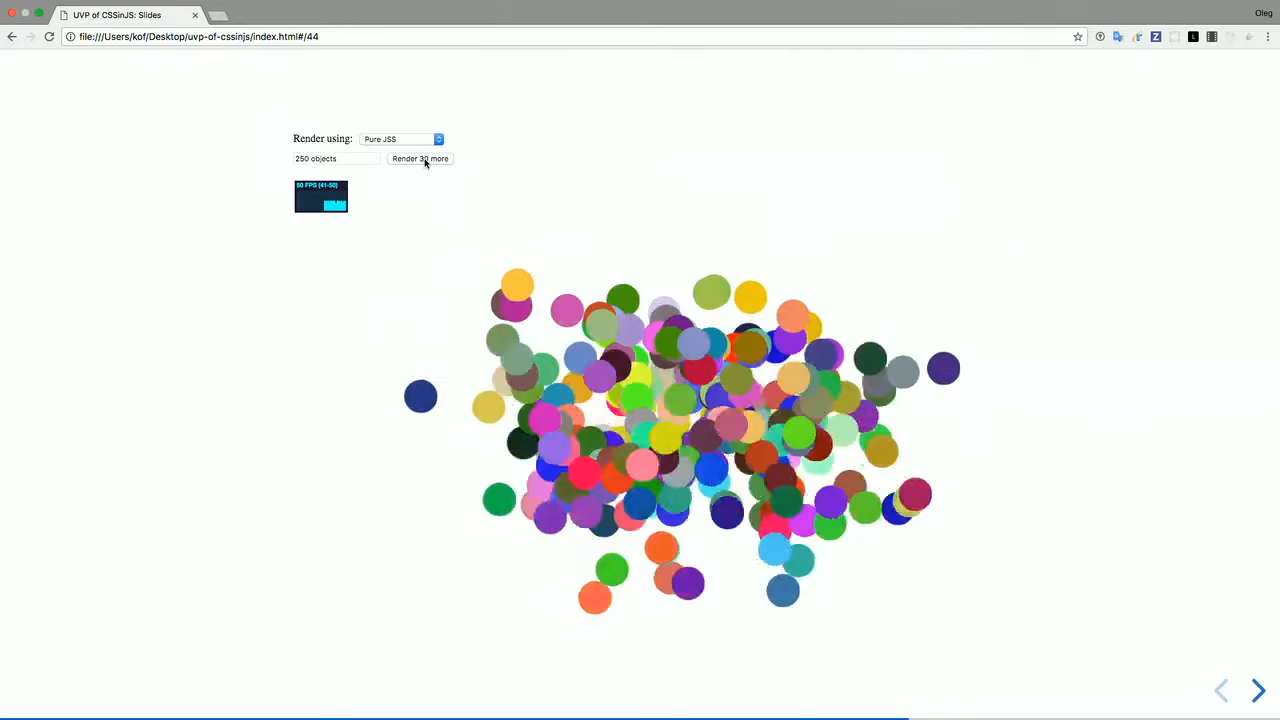 UVP of CSSinJS: Slides
Oleg
file:///Users/kof/Desktop/uvp-of-cssinjs/index.html#/44
Render using: Pure JSS
250 objects Render 30 more
50 FPS (41-50)